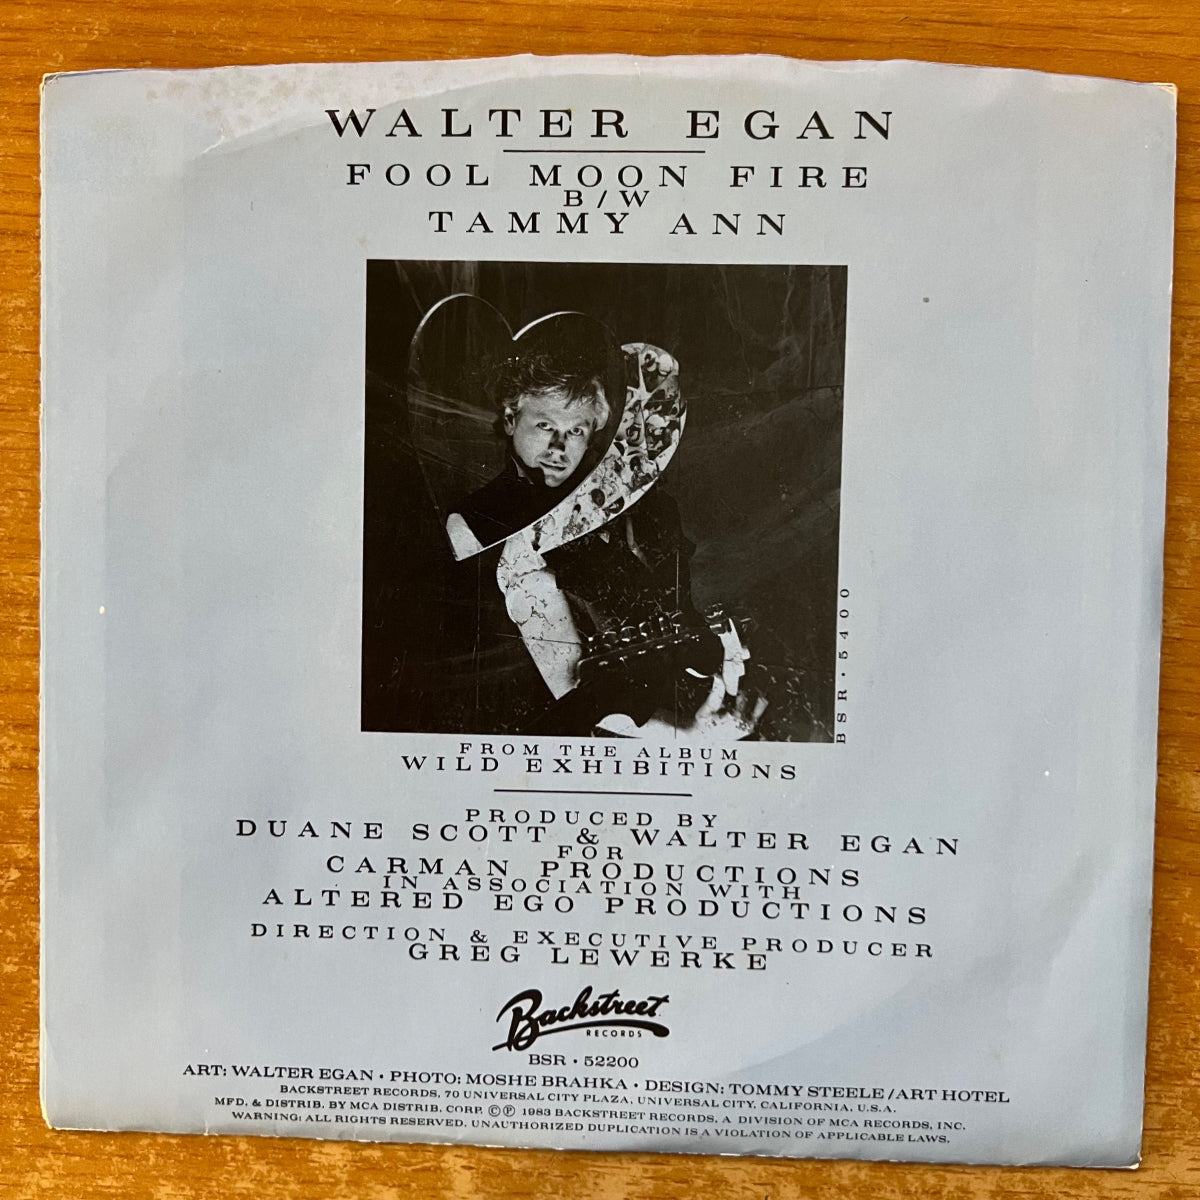 WALTER EGAN
FOOL MOON FIRE
B/W
TAMMY ANN
BSR • 5400
FROM THE ALBUM
WILD EXHIBITIONS
PRODUCED BY
DUANE SCOTT & WALTER EGAN
FOR
CARMAN PRODUCTIONS
IN ASSOCIATION WITH
ALTERED EGO PRODUCTIONS
DIRECTION & EXECUTIVE PRODUCER
GREG LEWERKE
Backstreet
RECORDS
BSR • 52200
ART: WALTER EGAN • PHOTO: MOSHE BRAHKA • DESIGN: TOMMY STEELE/ART HOTEL
BACKSTREET RECORDS, 70 UNIVERSAL CITY PLAZA, UNIVERSAL CITY, CALIFORNIA, U.S.A.
MFD. & DISTRIB. BY MCA DISTRIB. CORP. ©℗ 1983 BACKSTREET RECORDS, A DIVISION OF MCA RECORDS, INC.
WARNING: ALL RIGHTS RESERVED. UNAUTHORIZED DUPLICATION IS A VIOLATION OF APPLICABLE LAWS.